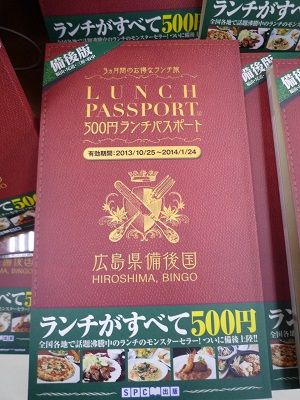 ランチがすべて500円
備後版
3ヵ月間のお得なランチ旅
LUNCH
PASSPORT
500円ランチパスポート
有効期間:2013/10/25〜2014/1/24
広島県備後国
HIROSHIMA, BINGO
ランチがすべて500円
全国各地で話題沸騰中のランチのモンスターセラー!ついに備後上陸!!
SPC出版